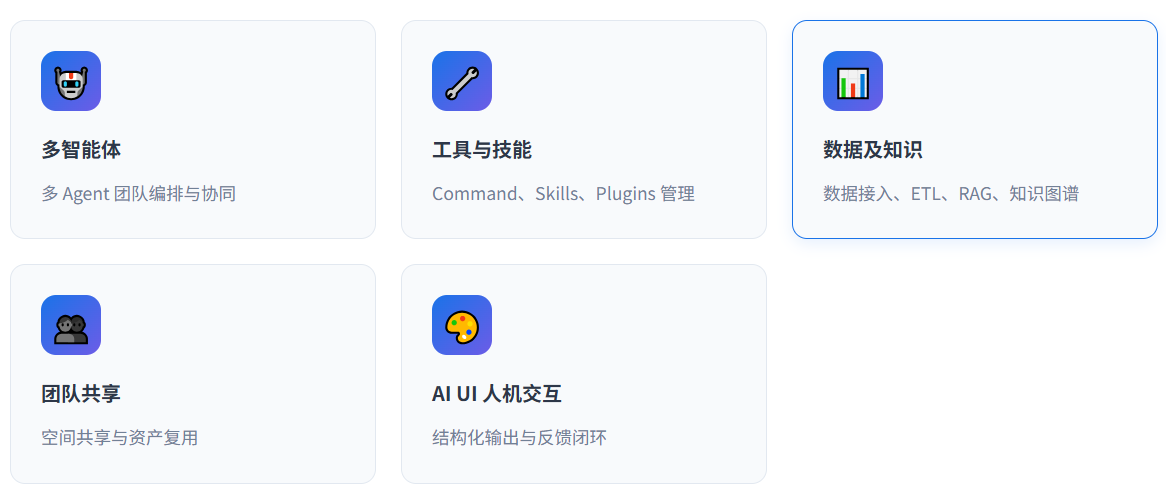 多智能体
多 Agent 团队编排与协同
工具与技能
Command、Skills、Plugins 管理
数据及知识
数据接入、ETL、RAG、知识图谱
团队共享
空间共享与资产复用
AI UI 人机交互
结构化输出与反馈闭环